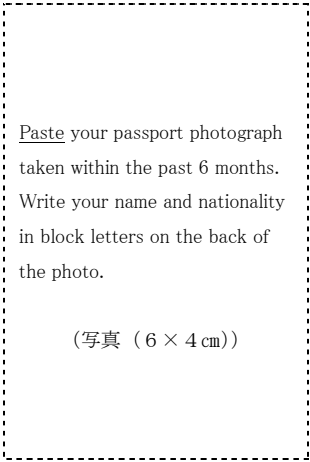 Paste your passport photograph
taken within the past 6 months.
Write your name and nationality
in block letters on the back of
the photo.
（写真（６×４㎝））